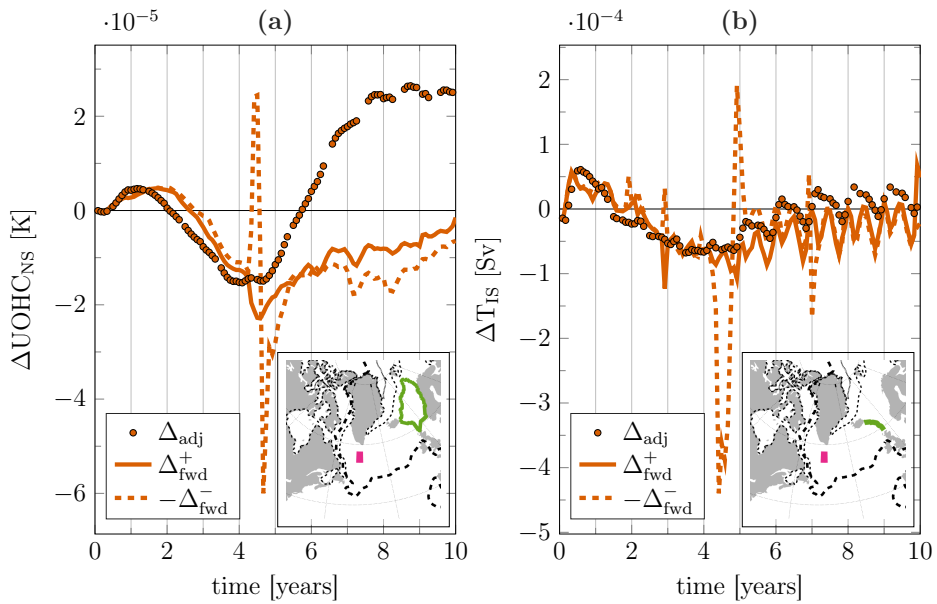 ·10⁻⁵ (a)
ΔUOHC_NS [K]
2
0
−2
−4
−6
0 2 4 6 8 10
time [years]
Δ_adj
Δ⁺_fwd
−Δ⁻_fwd
·10⁻⁴ (b)
ΔT_IS [Sv]
2
1
0
−1
−2
−3
−4
−5
0 2 4 6 8 10
time [years]
Δ_adj
Δ⁺_fwd
−Δ⁻_fwd